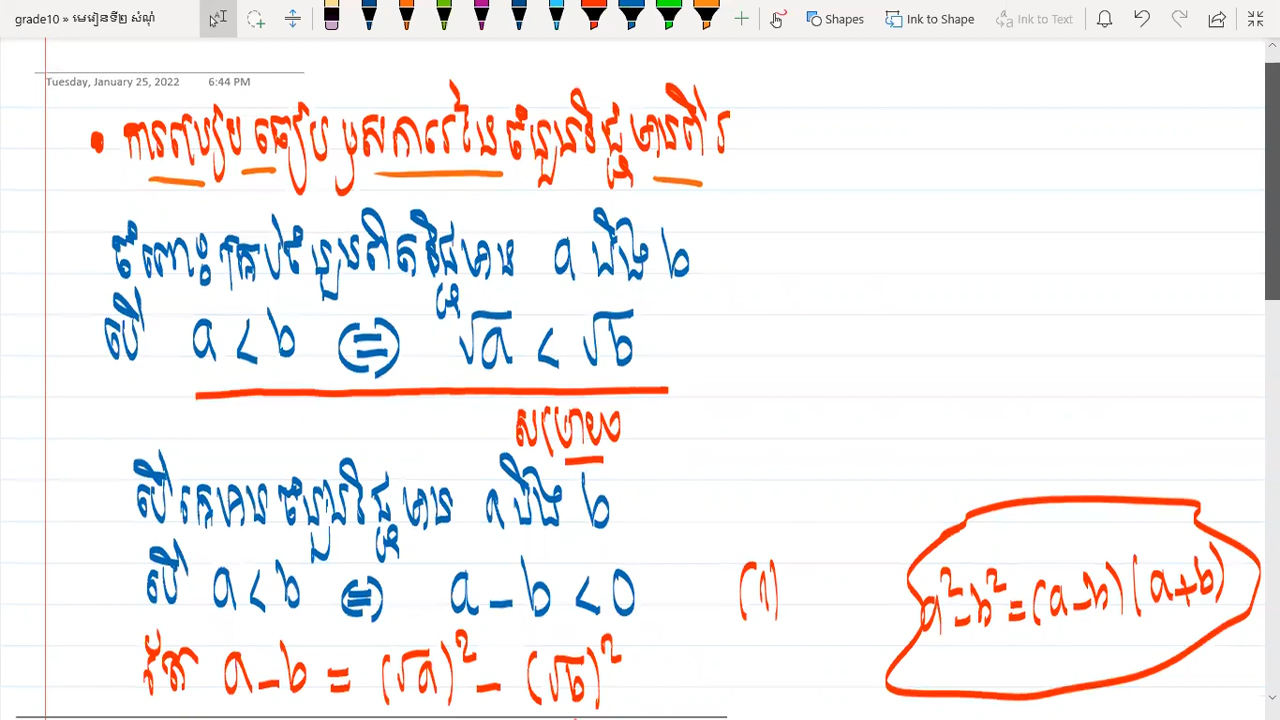 grade10 » មេរៀនទី២ សំណុំ
Shapes
Ink to Shape
Ink to Text
Tuesday, January 25, 2022 6:44 PM
• ការប្រៀបធៀបឫសការេនៃចំនួនវិជ្ជមានពីរ
ចំពោះគ្រប់ចំនួនពិតវិជ្ជមាន a និង b
បើ a < b (=) √a < √b
សម្រាយ
បើគេមានចំនួនវិជ្ជមាន a និង b
បើ a < b (=) a - b < 0 (1)
a² - b² = (a - b)(a + b)
តែ a - b = (√a)² - (√b)²